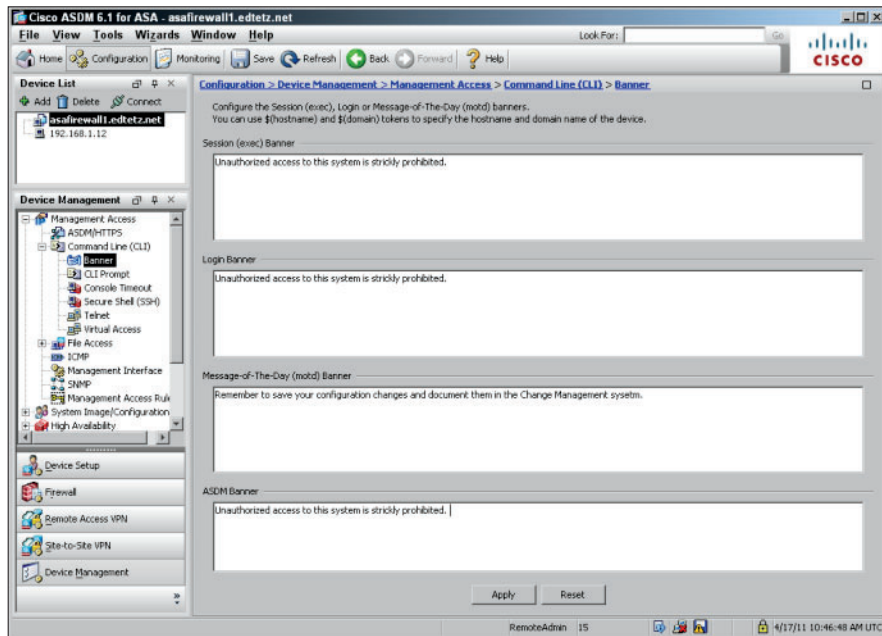 Cisco ASDM 6.1 for ASA - asafirewall1.edtetz.net
File View Tools Wizards Window Help
Look For:
Go
Home Configuration Monitoring Save Refresh Back Forward Help
CISCO
Device List
Add Delete Connect
asafirewall1.edtetz.net
192.168.1.12
Device Management
Management Access
ASDM/HTTPS
Command Line (CLI)
Banner
CLI Prompt
Console Timeout
Secure Shell (SSH)
Telnet
Virtual Access
File Access
ICMP
Management Interface
SNMP
Management Access Rule
System Image/Configuration
High Availability
Device Setup
Firewall
Remote Access VPN
Site-to-Site VPN
Device Management
Configuration > Device Management > Management Access > Command Line (CLI) > Banner
Configure the Session (exec), Login or Message-of-The-Day (motd) banners.
You can use $(hostname) and $(domain) tokens to specify the hostname and domain name of the device.
Session (exec) Banner
Unauthorized access to this system is strickly prohibited.
Login Banner
Unauthorized access to this system is strickly prohibited.
Message-of-The-Day (motd) Banner
Remember to save your configuration changes and document them in the Change Management sysetm.
ASDM Banner
Unauthorized access to this system is strickly prohibited.
Apply Reset
RemoteAdmin 15
4/17/11 10:46:48 AM UTC